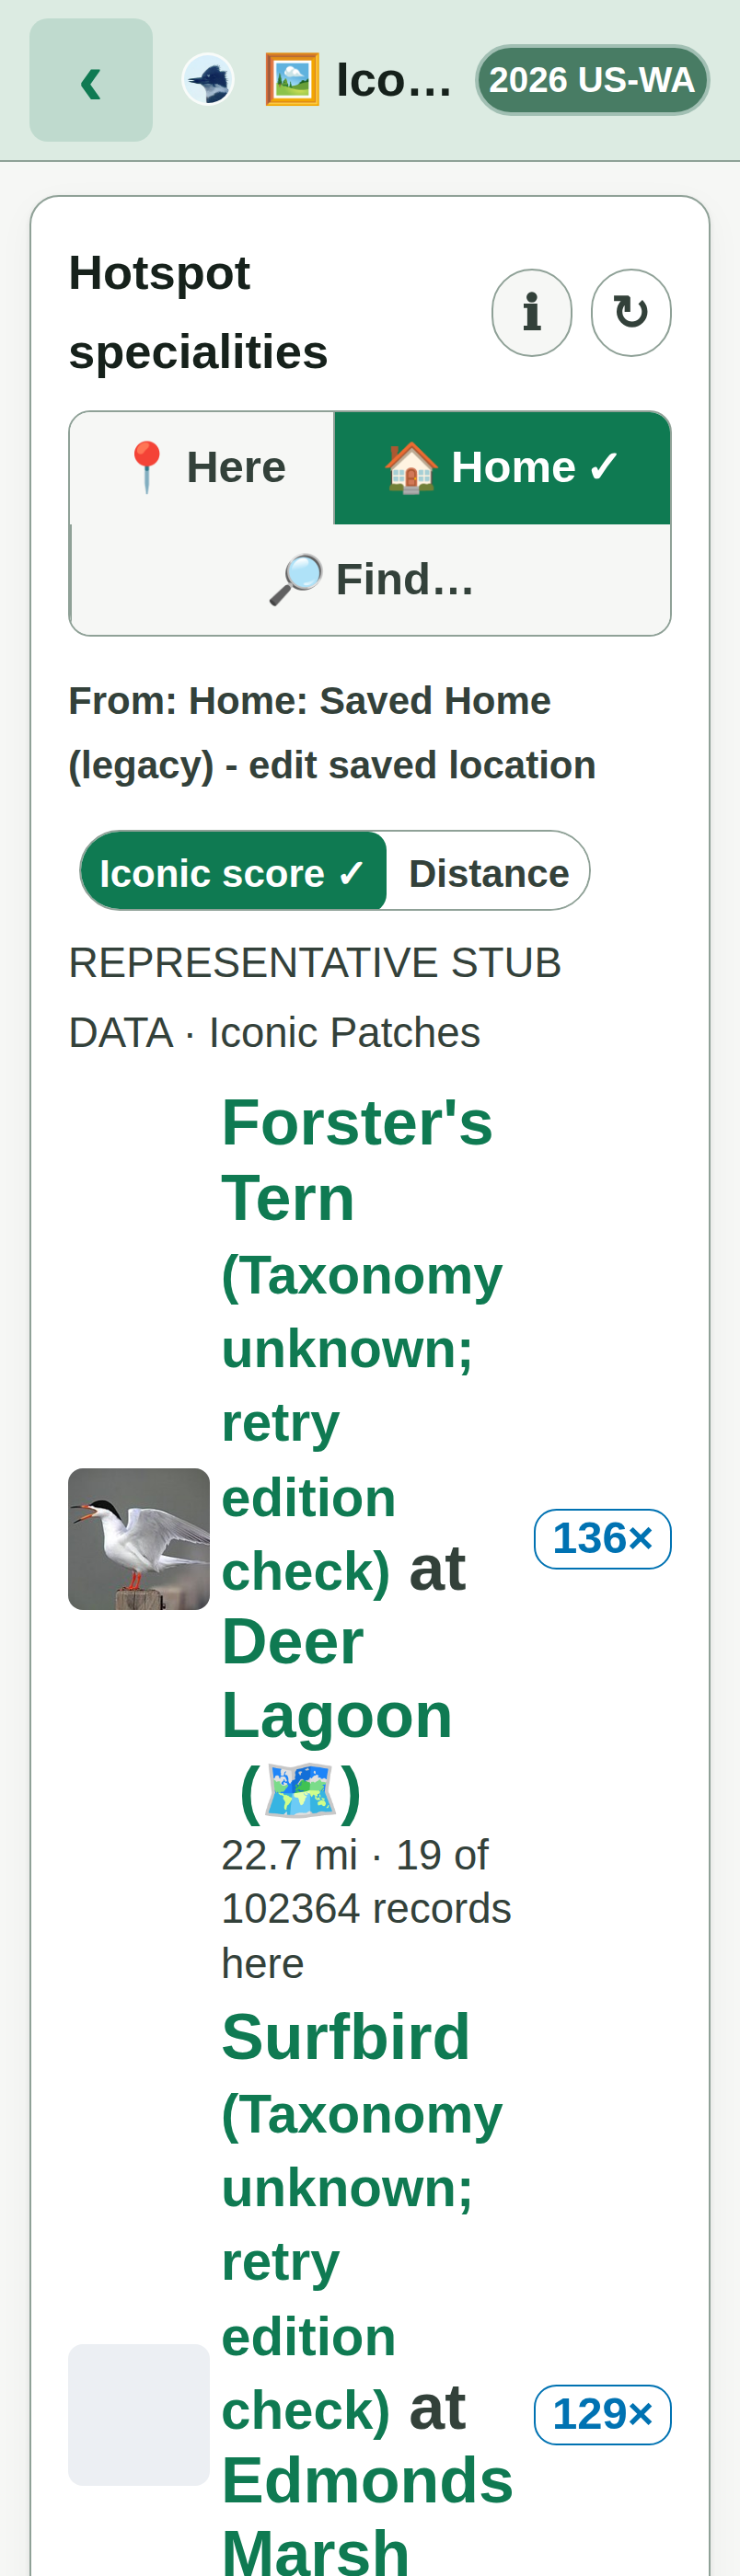 ‹ Ico… 2026 US-WA
Hotspot
specialities
ℹ ↻
📍 Here
🏠 Home ✓
🔎 Find…
From: Home: Saved Home
(legacy) - edit saved location
Iconic score ✓ Distance
REPRESENTATIVE STUB
DATA · Iconic Patches
Forster's
Tern
(Taxonomy
unknown;
retry
edition
check) at
Deer
Lagoon
(🗺️)
136×
22.7 mi · 19 of
102364 records
here
Surfbird
(Taxonomy
unknown;
retry
edition
check) at
Edmonds
Marsh
129×